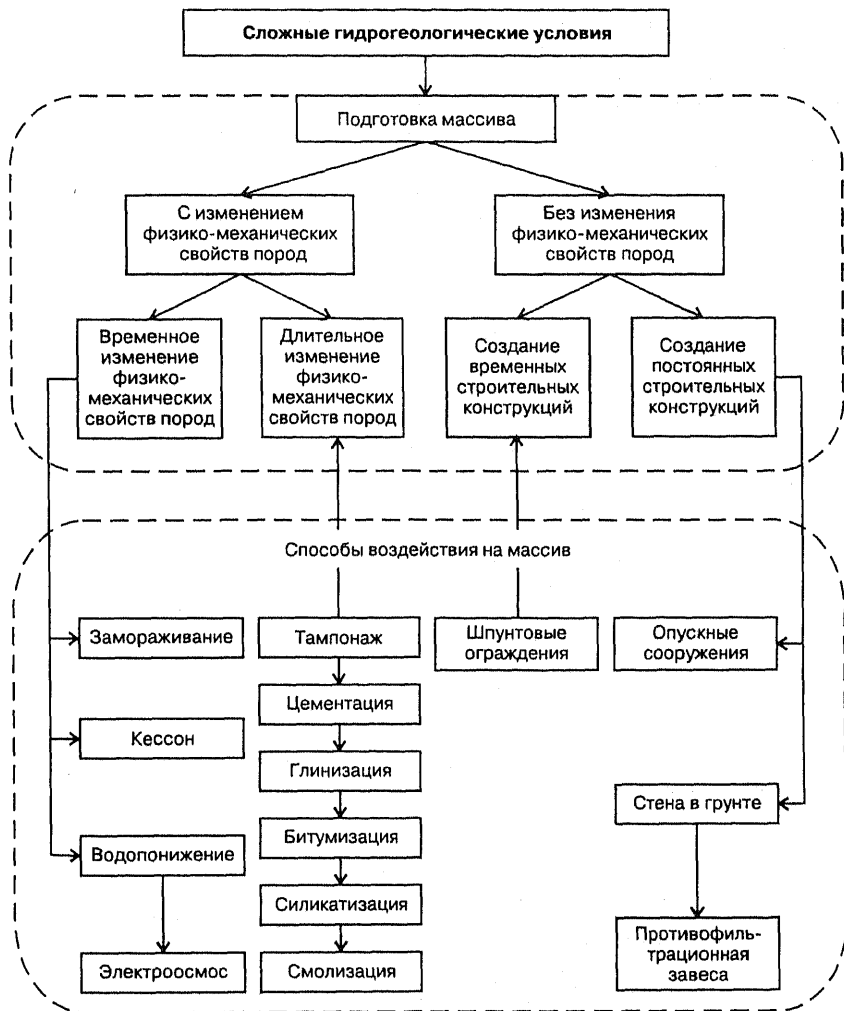 Сложные гидрогеологические условия
Подготовка массива
С изменением
физико-механических
свойств пород
Без изменения
физико-механических
свойств пород
Временное
изменение
физико-
механических
свойств пород
Длительное
изменение
физико-
механических
свойств пород
Создание
временных
строительных
конструкций
Создание
постоянных
строительных
конструкций
Способы воздействия на массив
Замораживание
Тампонаж
Шпунтовые
ограждения
Опускные
сооружения
Цементация
Кессон
Глинизация
Стена в грунте
Битумизация
Водопонижение
Силикатизация
Электроосмос
Смолизация
Противофиль-
трационная
завеса